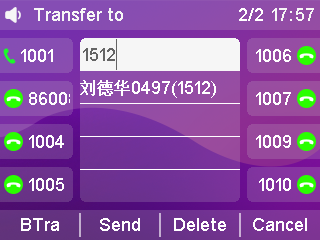 Transfer to 2/2 17:57
1001 1512 1006
刘德华0497(1512)
8600 1007
1004 1009
1005 1010
BTra Send Delete Cancel